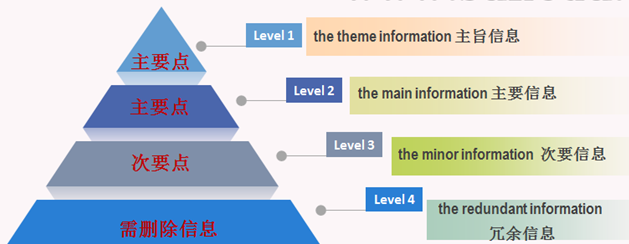 主要点
Level 1
the theme information 主旨信息
主要点
Level 2
the main information 主要信息
次要点
Level 3
the minor information 次要信息
需删除信息
Level 4
the redundant information
冗余信息